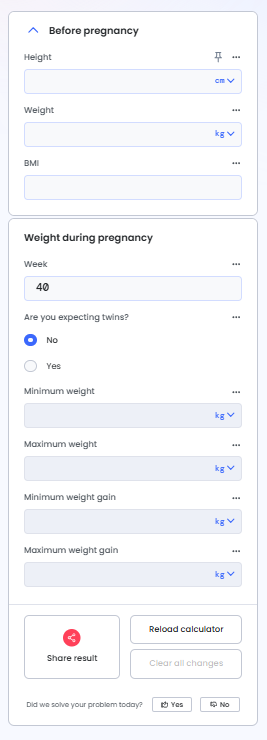 Before pregnancy
Height
cm
Weight
kg
BMI
Weight during pregnancy
Week
40
Are you expecting twins?
No
Yes
Minimum weight
kg
Maximum weight
kg
Minimum weight gain
kg
Maximum weight gain
kg
Share result
Reload calculator
Clear all changes
Did we solve your problem today? Yes No